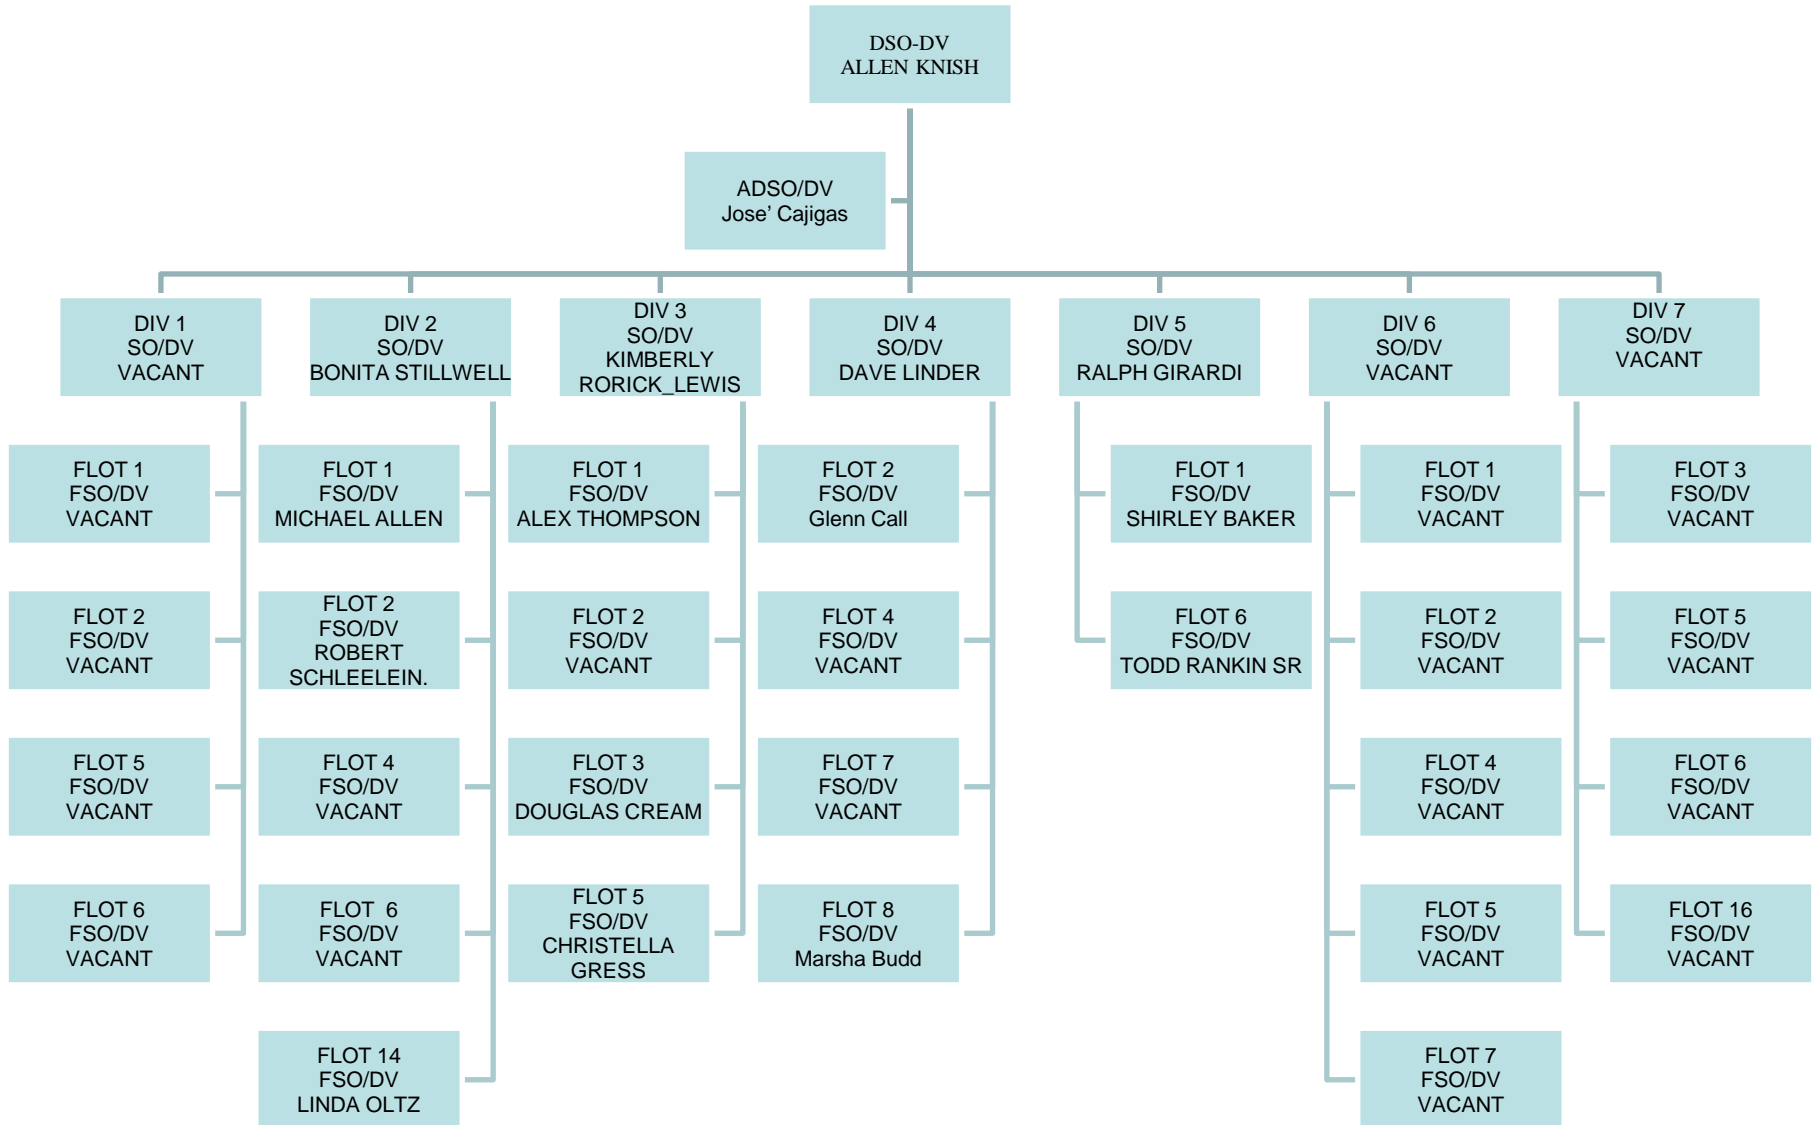 DSO-DV
ALLEN KNISH
ADSO/DV
Jose’ Cajigas
DIV 1
SO/DV
VACANT
DIV 2
SO/DV
BONITA STILLWELL
DIV 3
SO/DV
KIMBERLY
RORICK_LEWIS
DIV 4
SO/DV
DAVE LINDER
DIV 5
SO/DV
RALPH GIRARDI
DIV 6
SO/DV
VACANT
DIV 7
SO/DV
VACANT
FLOT 1
FSO/DV
VACANT
FLOT 1
FSO/DV
MICHAEL ALLEN
FLOT 1
FSO/DV
ALEX THOMPSON
FLOT 2
FSO/DV
Glenn Call
FLOT 1
FSO/DV
SHIRLEY BAKER
FLOT 1
FSO/DV
VACANT
FLOT 3
FSO/DV
VACANT
FLOT 2
FSO/DV
VACANT
FLOT 2
FSO/DV
ROBERT
SCHLEELEIN.
FLOT 2
FSO/DV
VACANT
FLOT 4
FSO/DV
VACANT
FLOT 6
FSO/DV
TODD RANKIN SR
FLOT 2
FSO/DV
VACANT
FLOT 5
FSO/DV
VACANT
FLOT 5
FSO/DV
VACANT
FLOT 4
FSO/DV
VACANT
FLOT 3
FSO/DV
DOUGLAS CREAM
FLOT 7
FSO/DV
VACANT
FLOT 4
FSO/DV
VACANT
FLOT 6
FSO/DV
VACANT
FLOT 6
FSO/DV
VACANT
FLOT 6
FSO/DV
VACANT
FLOT 5
FSO/DV
CHRISTELLA
GRESS
FLOT 8
FSO/DV
Marsha Budd
FLOT 5
FSO/DV
VACANT
FLOT 16
FSO/DV
VACANT
FLOT 14
FSO/DV
LINDA OLTZ
FLOT 7
FSO/DV
VACANT